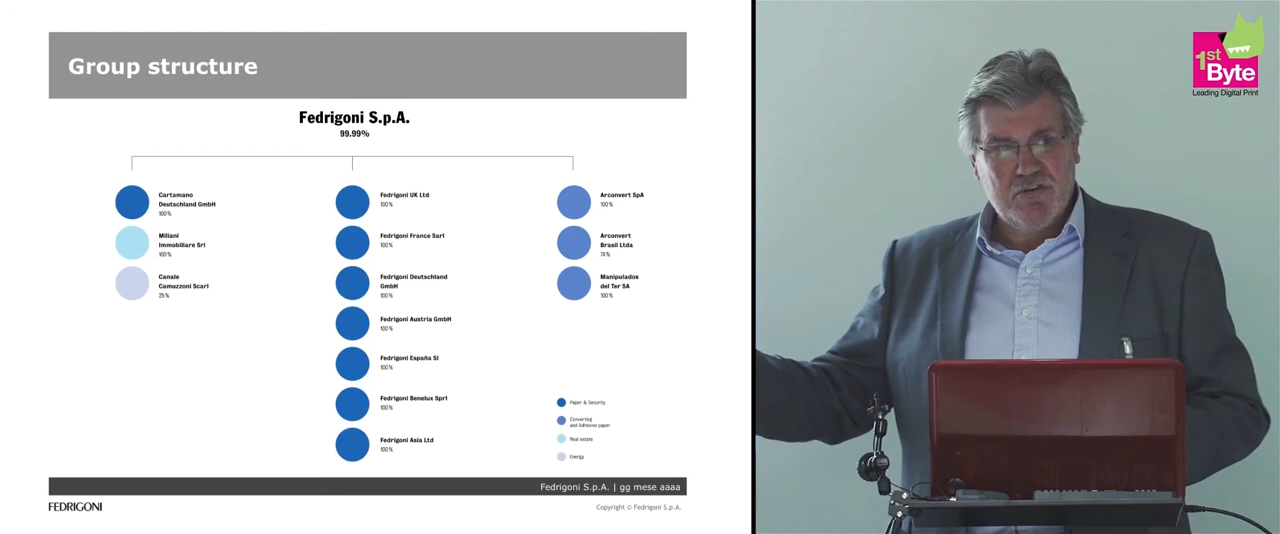 Group structure
Fedrigoni S.p.A.
99.99%
Cartamano
Deutschland GmbH
100%
Miliani
Immobiliare Srl
100%
Canale
Camuzzoni Scarl
25%
Fedrigoni UK Ltd
100%
Fedrigoni France Sarl
100%
Fedrigoni Deutschland
GmbH
100%
Fedrigoni Austria GmbH
100%
Fedrigoni España Sl
100%
Fedrigoni Benelux Sprl
100%
Fedrigoni Asia Ltd
100%
Arconvert SpA
100%
Arconvert
Brasil Ltda
74%
Manipulados
del Ter SA
100%
Paper & Security
Converting
and Adhesive paper
Real estate
Energy
Fedrigoni S.p.A. | gg mese aaaa
FEDRIGONI
Copyright © Fedrigoni S.p.A.
1st
Byte
Leading Digital Print